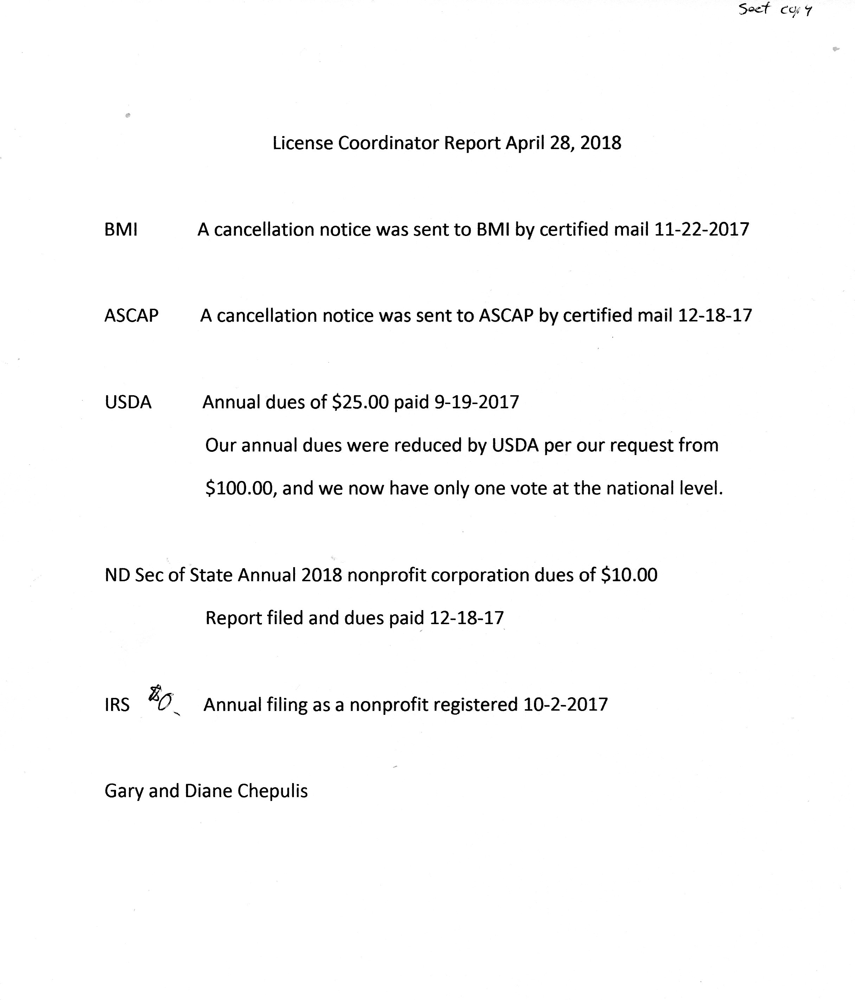 Sect copy
License Coordinator Report April 28, 2018
BMI A cancellation notice was sent to BMI by certified mail 11-22-2017
ASCAP A cancellation notice was sent to ASCAP by certified mail 12-18-17
USDA Annual dues of $25.00 paid 9-19-2017
Our annual dues were reduced by USDA per our request from
$100.00, and we now have only one vote at the national level.
ND Sec of State Annual 2018 nonprofit corporation dues of $10.00
Report filed and dues paid 12-18-17
IRS $0 Annual filing as a nonprofit registered 10-2-2017
Gary and Diane Chepulis